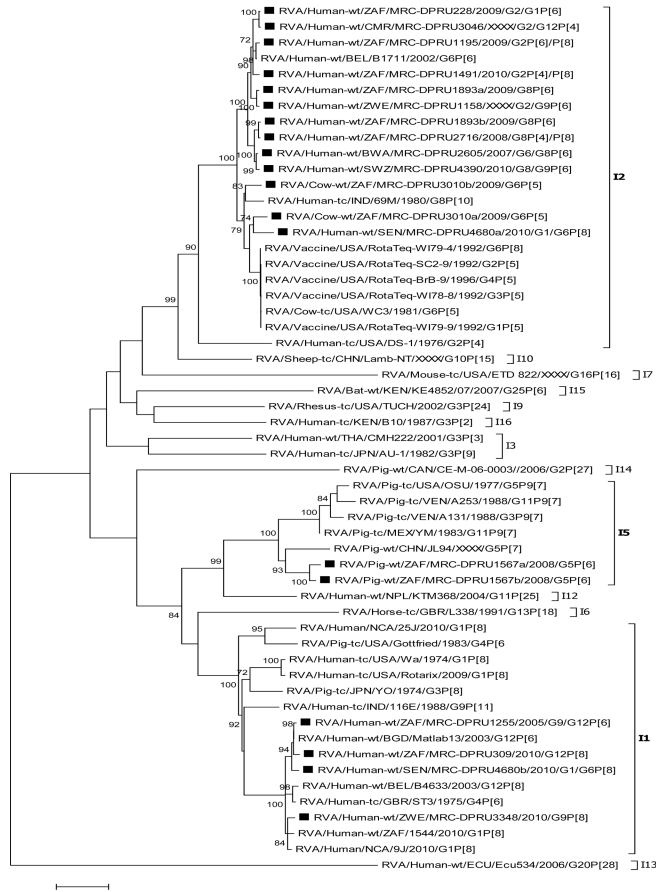 100 RVA/Human-wt/ZAF/MRC-DPRU228/2009/G2/G1P[6]
RVA/Human-wt/CMR/MRC-DPRU3046/XXXX/G2/G12P[4]
72 RVA/Human-wt/ZAF/MRC-DPRU1195/2009/G2P[6]/P[8]
98 RVA/Human-wt/BEL/B1711/2002/G6P[6]
90 RVA/Human-wt/ZAF/MRC-DPRU1491/2010/G2P[4]/P[8]
RVA/Human-wt/ZAF/MRC-DPRU1893a/2009/G8P[6]
100 100 RVA/Human-wt/ZWE/MRC-DPRU1158/XXXX/G2/G9P[6]
99 RVA/Human-wt/ZAF/MRC-DPRU1893b/2009/G8P[6]
RVA/Human-wt/ZAF/MRC-DPRU2716/2008/G8P[4]/P[8]
100 100 RVA/Human-wt/BWA/MRC-DPRU2605/2007/G6/G8P[6]
99 RVA/Human-wt/SWZ/MRC-DPRU4390/2010/G8/G9P[6]
I2
83 RVA/Cow-wt/ZAF/MRC-DPRU3010b/2009/G6P[5]
RVA/Human-tc/IND/69M/1980/G8P[10]
74 RVA/Cow-wt/ZAF/MRC-DPRU3010a/2009/G6P[5]
79 RVA/Human-wt/SEN/MRC-DPRU4680a/2010/G1/G6P[8]
RVA/Vaccine/USA/RotaTeq-WI79-4/1992/G6P[8]
90 RVA/Vaccine/USA/RotaTeq-SC2-9/1992/G2P[5]
100 RVA/Vaccine/USA/RotaTeq-BrB-9/1996/G4P[5]
RVA/Vaccine/USA/RotaTeq-WI78-8/1992/G3P[5]
99 RVA/Cow-tc/USA/WC3/1981/G6P[5]
RVA/Vaccine/USA/RotaTeq-WI79-9/1992/G1P[5]
RVA/Human-tc/USA/DS-1/1976/G2P[4]
RVA/Sheep-tc/CHN/Lamb-NT/XXXX/G10P[15] I10
RVA/Mouse-tc/USA/ETD 822/XXXX/G16P[16] I7
RVA/Bat-wt/KEN/KE4852/07/2007/G25P[6] I15
RVA/Rhesus-tc/USA/TUCH/2002/G3P[24] I9
RVA/Human-tc/KEN/B10/1987/G3P[2] I16
RVA/Human-wt/THA/CMH222/2001/G3P[3]
I3
RVA/Human-tc/JPN/AU-1/1982/G3P[9]
RVA/Pig-wt/CAN/CE-M-06-0003//2006/G2P[27] I14
RVA/Pig-tc/USA/OSU/1977/G5P9[7]
84 RVA/Pig-tc/VEN/A253/1988/G11P9[7]
100 RVA/Pig-tc/VEN/A131/1988/G3P9[7]
100 RVA/Pig-tc/MEX/YM/1983/G11P9[7]
I5
RVA/Pig-wt/CHN/JL94/XXXX/G5P[7]
99 93 RVA/Pig-wt/ZAF/MRC-DPRU1567a/2008/G5P[6]
100 RVA/Pig-wt/ZAF/MRC-DPRU1567b/2008/G5P[6]
RVA/Human-wt/NPL/KTM368/2004/G11P[25] I12
84 RVA/Horse-tc/GBR/L338/1991/G13P[18] I6
95 RVA/Human/NCA/25J/2010/G1P[8]
RVA/Pig-tc/USA/Gottfried/1983/G4P[6
100 RVA/Human-tc/USA/Wa/1974/G1P[8]
72 RVA/Human-tc/USA/Rotarix/2009/G1P[8]
100 RVA/Pig-tc/JPN/YO/1974/G3P[8]
RVA/Human-tc/IND/116E/1988/G9P[11]
92 98 RVA/Human-wt/ZAF/MRC-DPRU1255/2005/G9/G12P[6]
RVA/Human-wt/BGD/Matlab13/2003/G12P[6]
I1
94 RVA/Human-wt/ZAF/MRC-DPRU309/2010/G12P[8]
RVA/Human-wt/SEN/MRC-DPRU4680b/2010/G1/G6P[8]
98 RVA/Human-wt/BEL/B4633/2003/G12P[8]
100 RVA/Human-tc/GBR/ST3/1975/G4P[6]
RVA/Human-wt/ZWE/MRC-DPRU3348/2010/G9P[8]
RVA/Human-wt/ZAF/1544/2010/G1P[8]
84 RVA/Human/NCA/9J/2010/G1P[8]
RVA/Human-wt/ECU/Ecu534/2006/G20P[28] I13